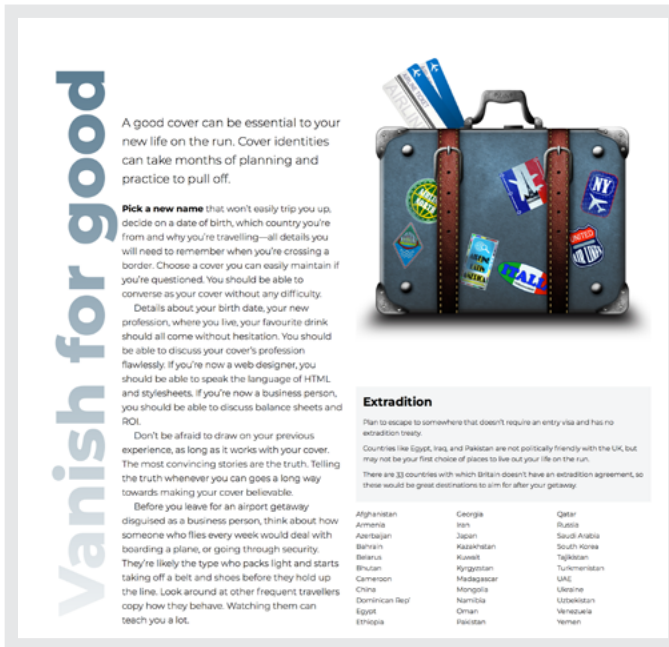 Vanish for good
A good cover can be essential to your
new life on the run. Cover identities
can take months of planning and
practice to pull off.
Pick a new name that won't easily trip you up,
decide on a date of birth, which country you're
from and why you're travelling—all details you
will need to remember when you're crossing a
border. Choose a cover you can easily maintain if
you're questioned. You should be able to
converse as your cover without any difficulty.
Details about your birth date, your new
profession, where you live, your favourite drink
should all come without hesitation. You should
be able to discuss your cover's profession
flawlessly. If you're now a web designer, you
should be able to speak the language of HTML
and stylesheets. If you're now a business person,
you should be able to discuss balance sheets and
ROI.
Don't be afraid to draw on your previous
experience, as long as it works with your cover.
The most convincing stories are the truth. Telling
the truth whenever you can goes a long way
towards making your cover believable.
Before you leave for an airport getaway
disguised as a business person, think about how
someone who flies every week would deal with
boarding a plane, or going through security.
They're likely the type who packs light and starts
taking off a belt and shoes before they hold up
the line. Look around at other frequent travellers
copy how they behave. Watching them can
teach you a lot.
AIRLINE TICKET
AIRLIN
NY
UNITED
AIR LINES
LATIN
AMERICA
ITALY
Extradition
Plan to escape to somewhere that doesn't require an entry visa and has no
extradition treaty.
Countries like Egypt, Iraq, and Pakistan are not politically friendly with the UK, but
may not be your first choice of places to live out your life on the run.
There are 33 countries with which Britain doesn't have an extradition agreement, so
these would be great destinations to aim for after your getaway.
Afghanistan
Armenia
Azerbaijan
Bahrain
Belarus
Bhutan
Cameroon
China
Dominican Rep'
Egypt
Ethiopia
Georgia
Iran
Japan
Kazakhstan
Kuwait
Kyrgyzstan
Madagascar
Mongolia
Namibia
Oman
Pakistan
Qatar
Russia
Saudi Arabia
South Korea
Tajikistan
Turkmenistan
UAE
Ukraine
Uzbekistan
Venezuela
Yemen